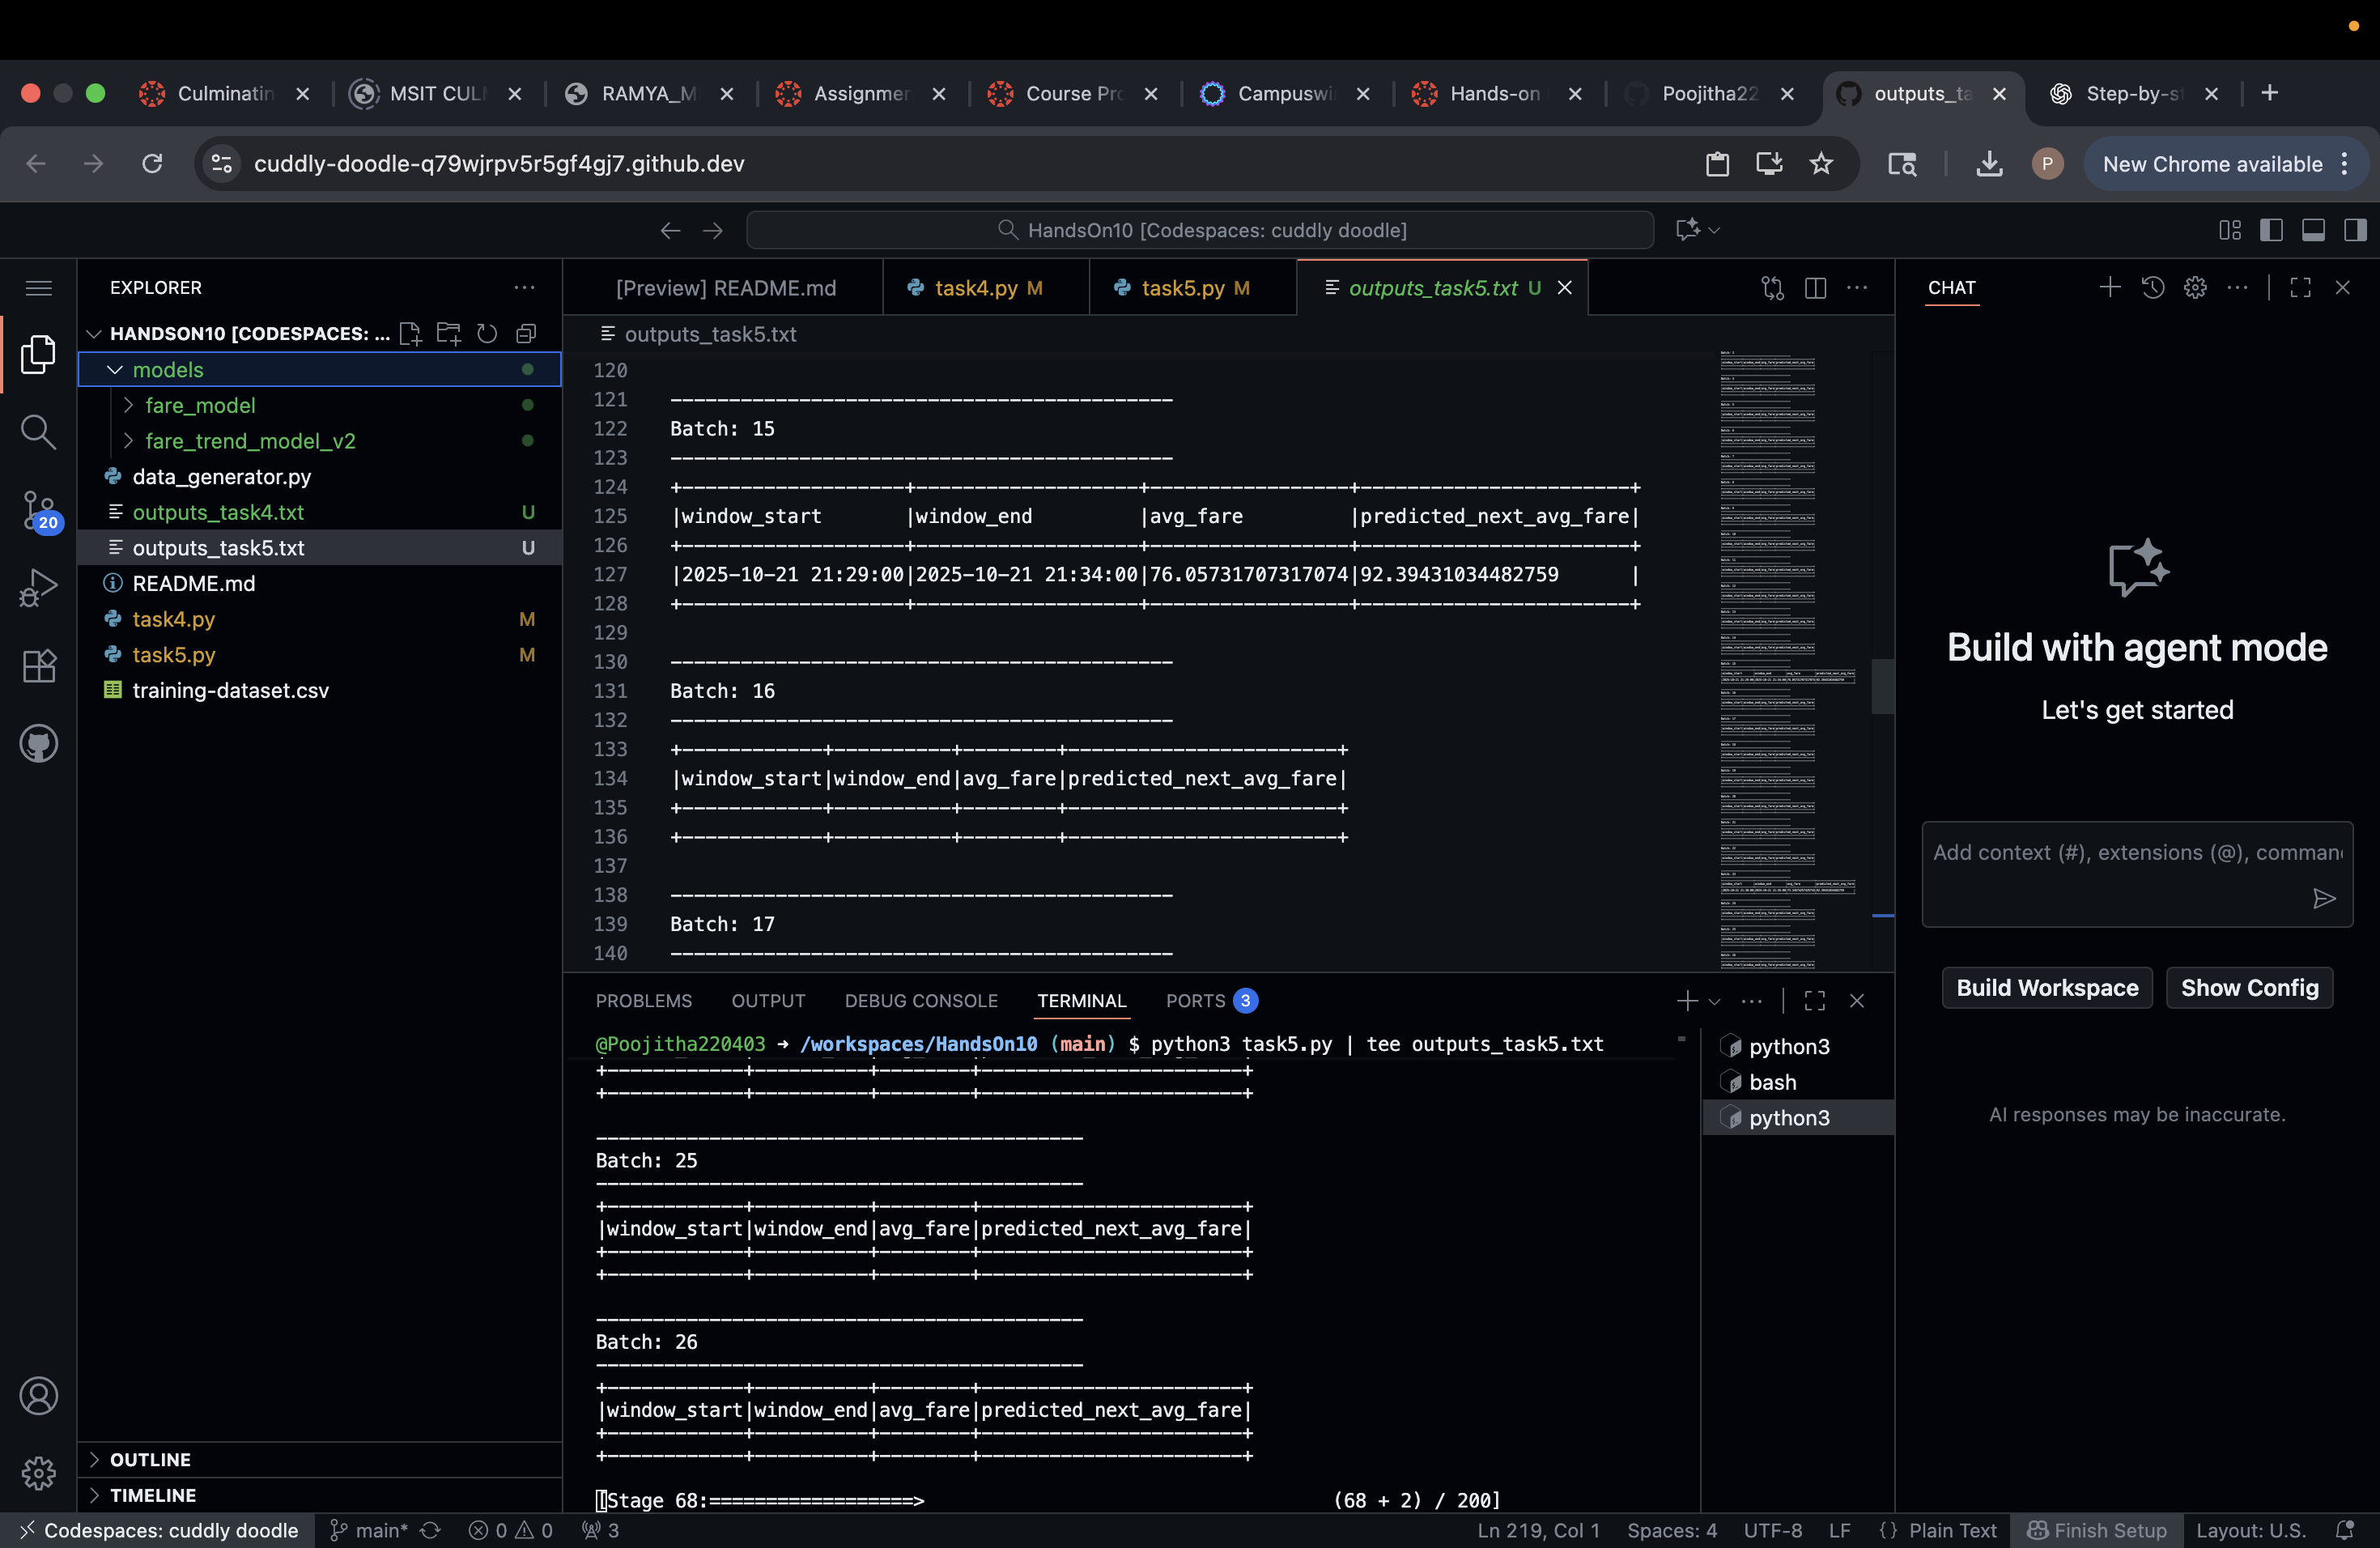 Culminatin
MSIT CUL
RAMYA_M
Assignmer
Course Pr
Campuswi
Hands-on
Poojitha22
outputs_ta
Step-by-s
cuddly-doodle-q79wjrpv5r5gf4gj7.github.dev
P
New Chrome available
HandsOn10 [Codespaces: cuddly doodle]
EXPLORER
HANDSON10 [CODESPACES: ...
models
fare_model
fare_trend_model_v2
data_generator.py
outputs_task4.txt U
outputs_task5.txt U
README.md
task4.py M
task5.py M
training-dataset.csv
20
OUTLINE
TIMELINE
[Preview] README.md
task4.py M
task5.py M
outputs_task5.txt U
outputs_task5.txt
120
121 -------------------------------------------
122 Batch: 15
123 -------------------------------------------
124 +-------------------+-------------------+-----------------+-----------------------+
125 |window_start |window_end |avg_fare |predicted_next_avg_fare|
126 +-------------------+-------------------+-----------------+-----------------------+
127 |2025-10-21 21:29:00|2025-10-21 21:34:00|76.05731707317074|92.39431034482759 |
128 +-------------------+-------------------+-----------------+-----------------------+
129
130 -------------------------------------------
131 Batch: 16
132 -------------------------------------------
133 +------------+----------+--------+-----------------------+
134 |window_start|window_end|avg_fare|predicted_next_avg_fare|
135 +------------+----------+--------+-----------------------+
136 +------------+----------+--------+-----------------------+
137
138 -------------------------------------------
139 Batch: 17
140 -------------------------------------------
PROBLEMS OUTPUT DEBUG CONSOLE TERMINAL PORTS 3
@Poojitha220403 → /workspaces/HandsOn10 (main) $ python3 task5.py | tee outputs_task5.txt
+------------+----------+--------+-----------------------+
+------------+----------+--------+-----------------------+
-------------------------------------------
Batch: 25
-------------------------------------------
+------------+----------+--------+-----------------------+
|window_start|window_end|avg_fare|predicted_next_avg_fare|
+------------+----------+--------+-----------------------+
+------------+----------+--------+-----------------------+
-------------------------------------------
Batch: 26
-------------------------------------------
+------------+----------+--------+-----------------------+
|window_start|window_end|avg_fare|predicted_next_avg_fare|
+------------+----------+--------+-----------------------+
+------------+----------+--------+-----------------------+
[Stage 68:==================> (68 + 2) / 200]
python3
bash
python3
CHAT
Build with agent mode
Let's get started
Add context (#), extensions (@), comman
Build Workspace
Show Config
AI responses may be inaccurate.
Codespaces: cuddly doodle
main*
0 0
3
Ln 219, Col 1
Spaces: 4
UTF-8
LF
{} Plain Text
Finish Setup
Layout: U.S.